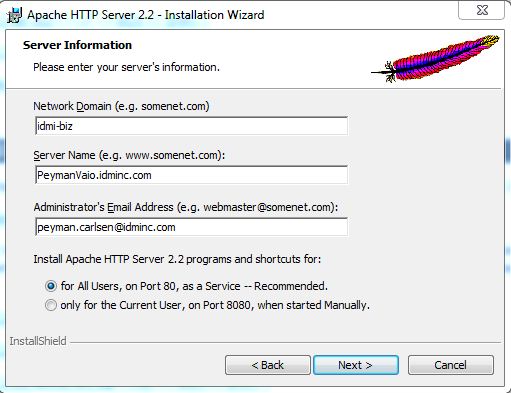 Apache HTTP Server 2.2 - Installation Wizard
Server Information
Please enter your server's information.
Network Domain (e.g. somenet.com)
idmi-biz
Server Name (e.g. www.somenet.com):
PeymanVaio.idminc.com
Administrator's Email Address (e.g. webmaster@somenet.com):
peyman.carlsen@idminc.com
Install Apache HTTP Server 2.2 programs and shortcuts for:
for All Users, on Port 80, as a Service -- Recommended.
only for the Current User, on Port 8080, when started Manually.
InstallShield
< Back Next > Cancel